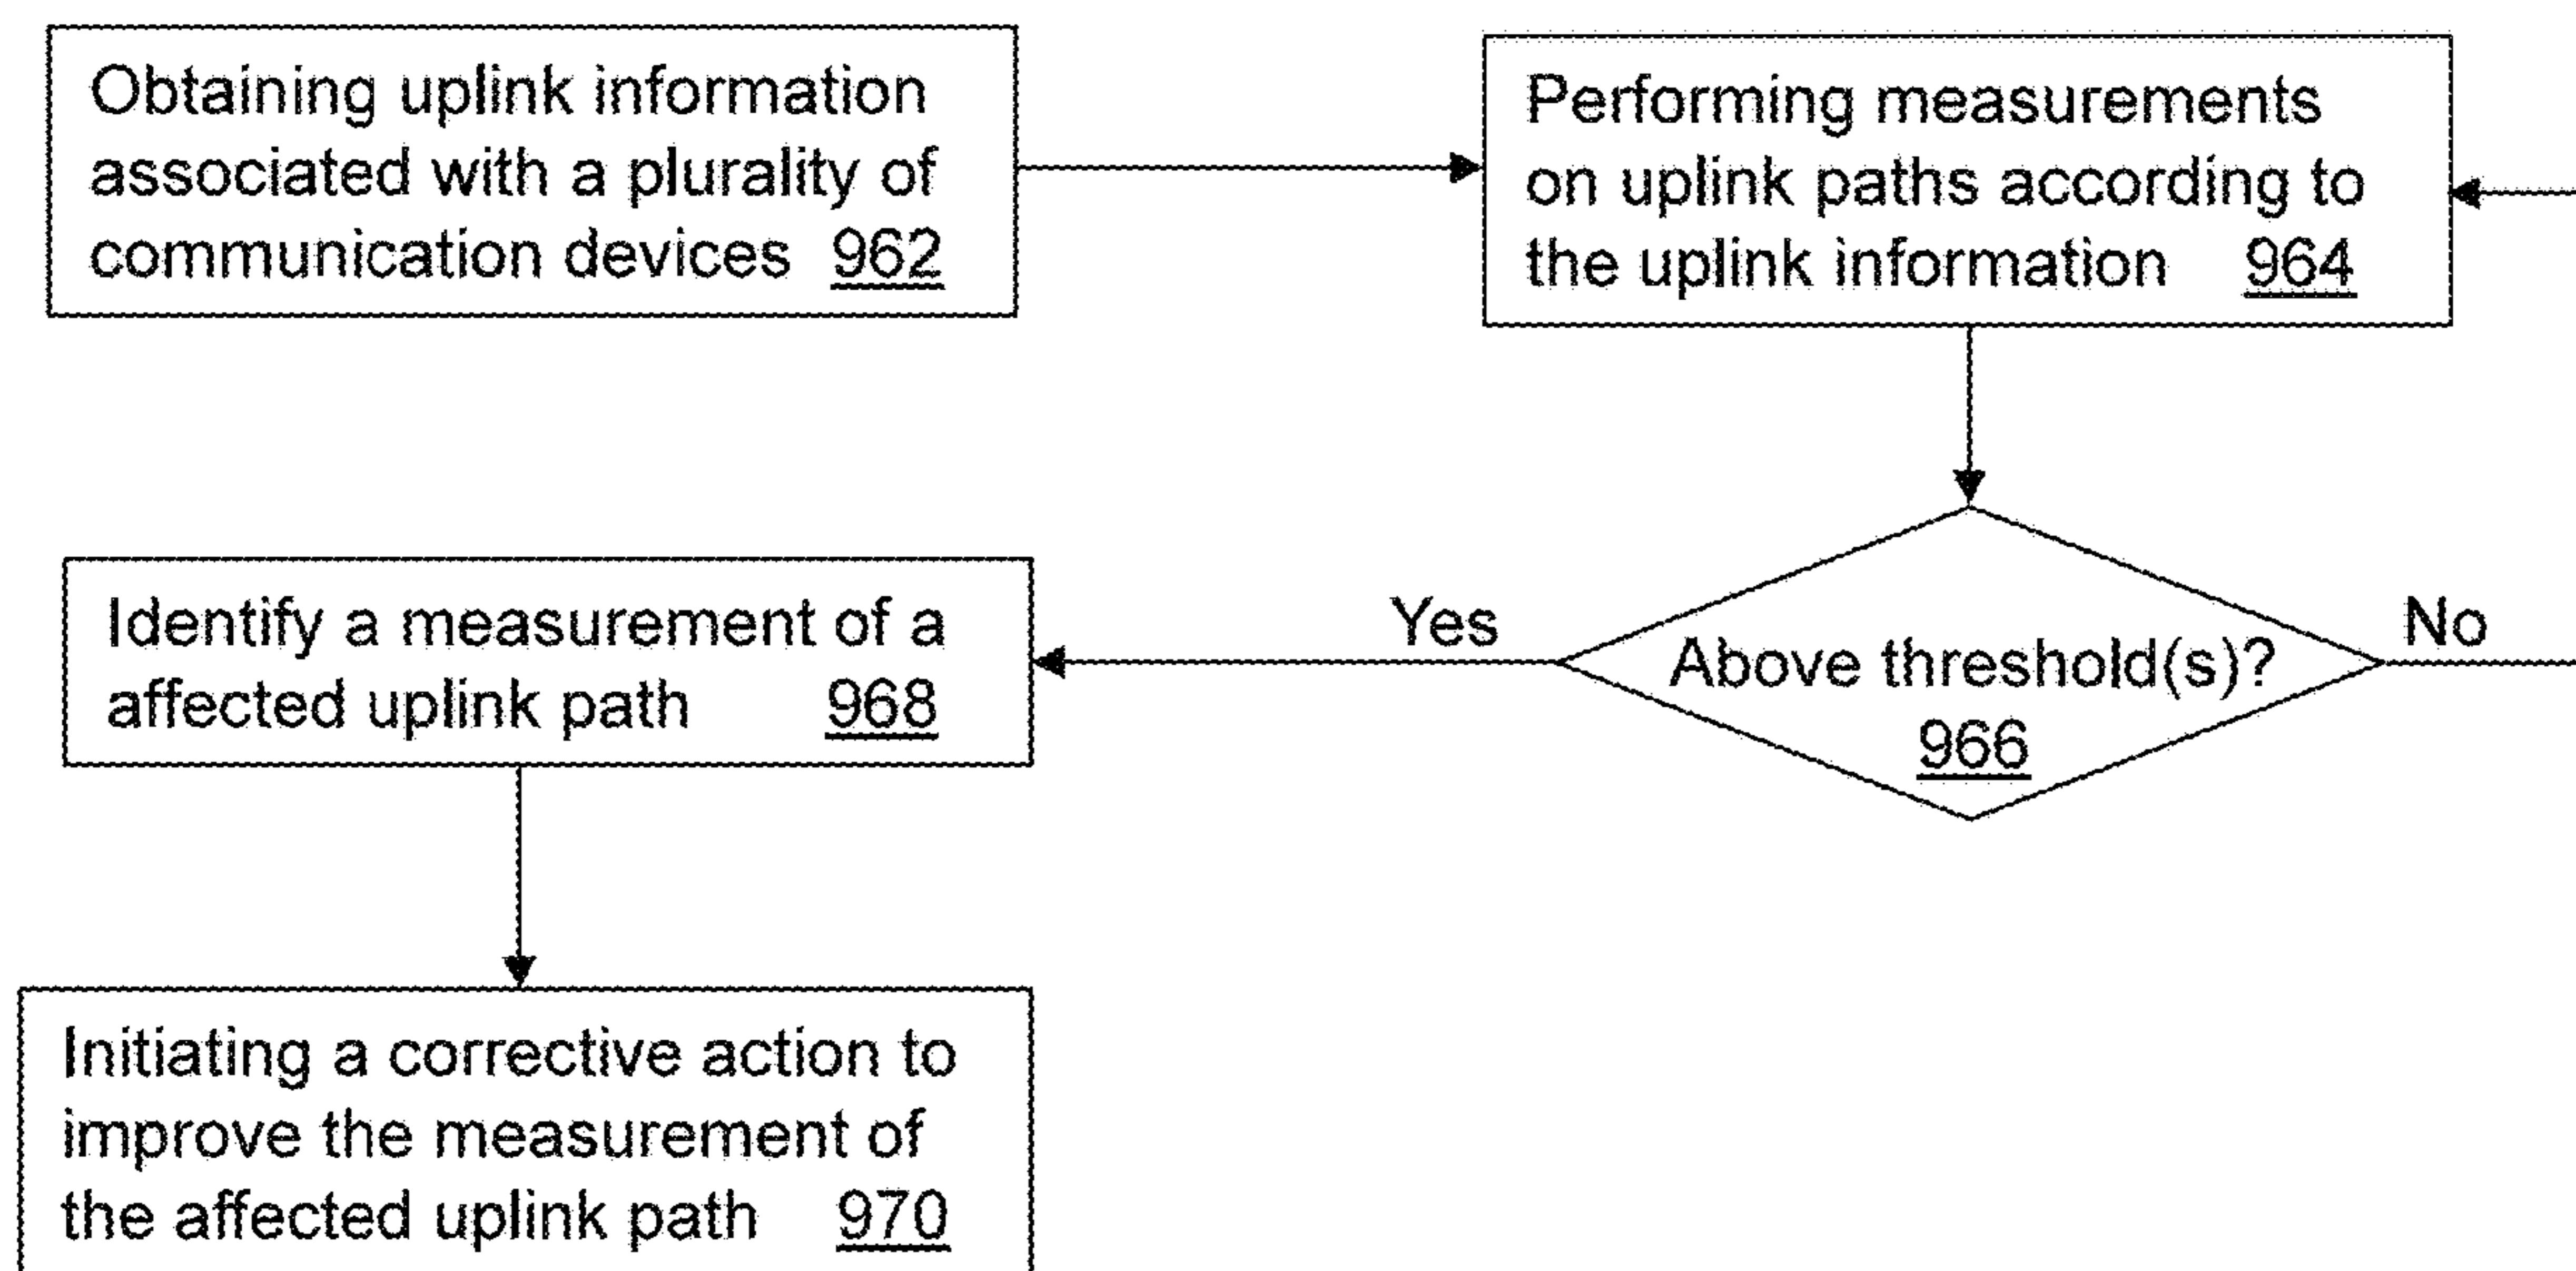 Obtaining uplink information
associated with a plurality of
communication devices 962
Performing measurements
on uplink paths according to
the uplink information 964
Above threshold(s)?
966
Yes
No
Identify a measurement of a
affected uplink path 968
Initiating a corrective action to
improve the measurement of
the affected uplink path 970